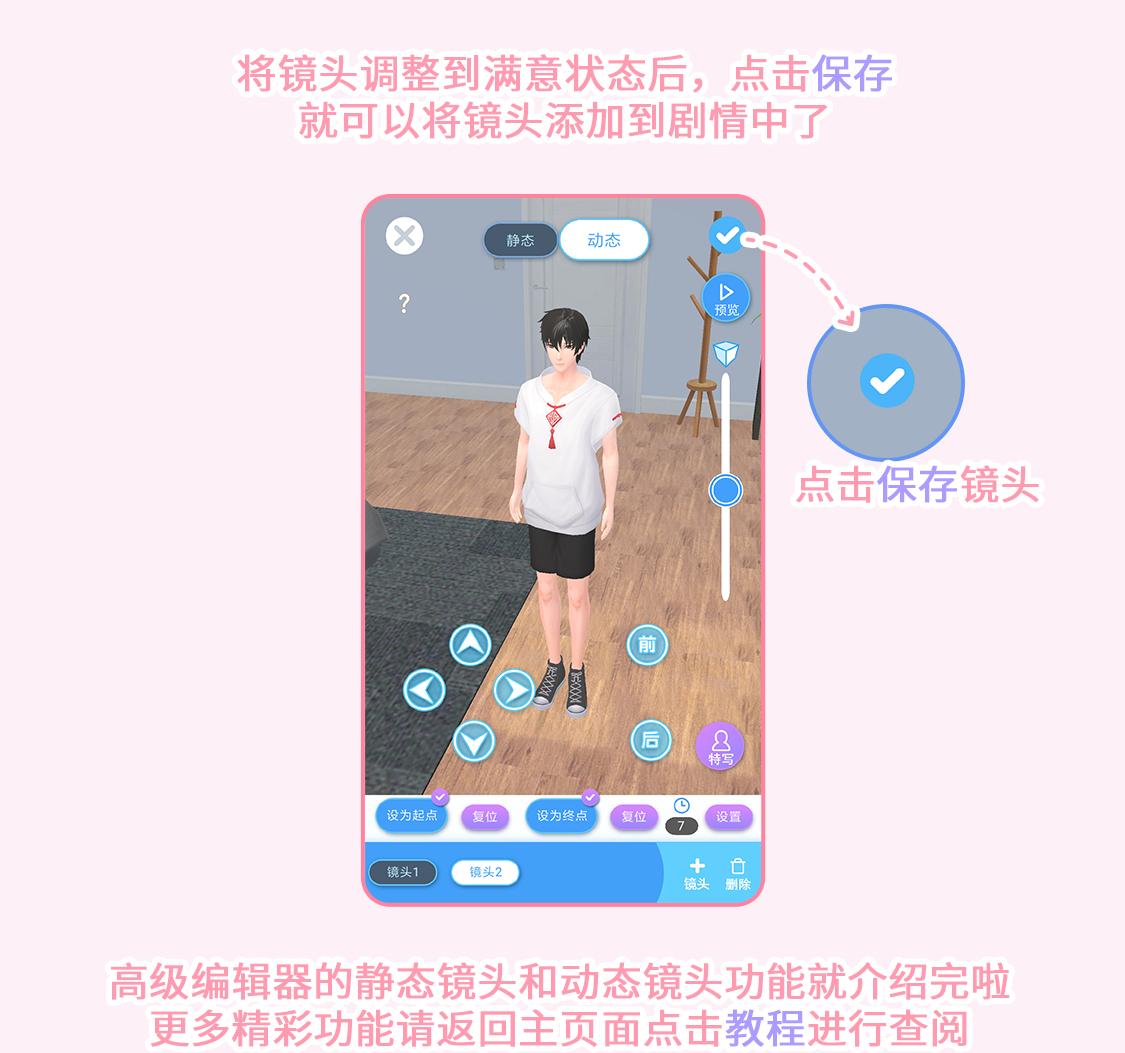 将镜头调整到满意状态后，点击保存
就可以将镜头添加到剧情中了
静态
动态
预览
?
点击保存镜头
前
后
特写
设为起点
复位
设为终点
复位
7
设置
镜头1
镜头2
镜头
删除
高级编辑器的静态镜头和动态镜头功能就介绍完啦
更多精彩功能请返回主页面点击教程进行查阅